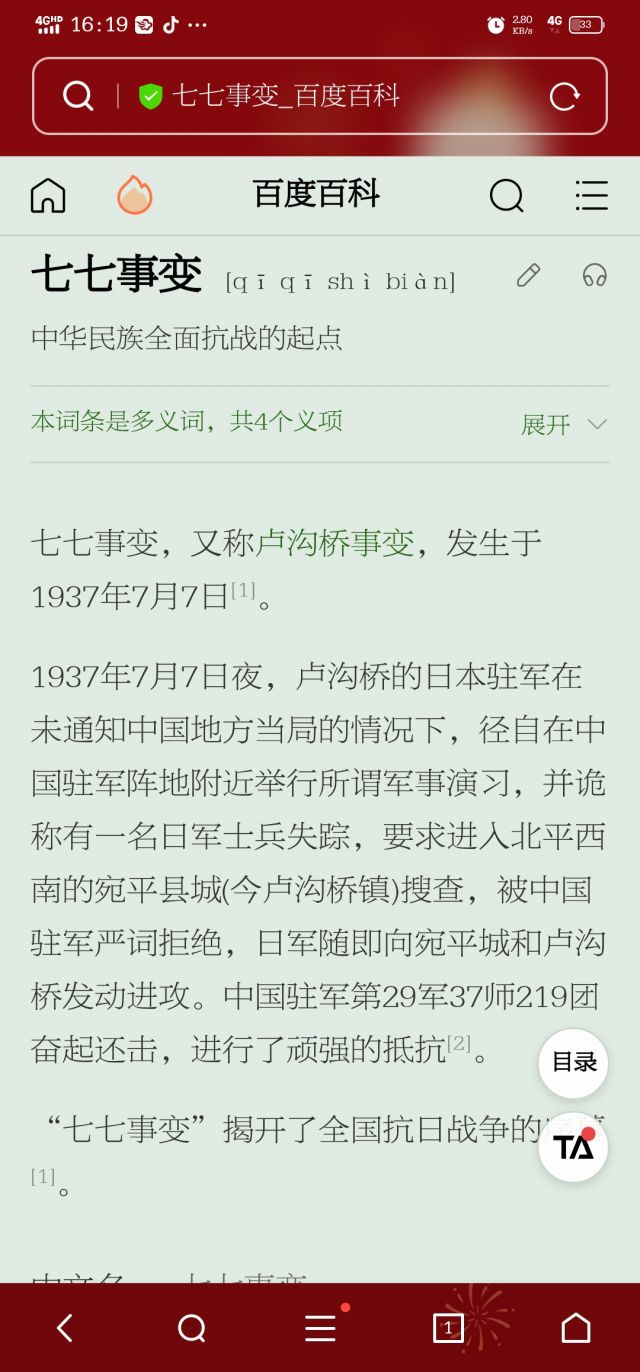 4GHD 16:19 ... 2.80 KB/s 4G 33
七七事变_百度百科
百度百科
七七事变 [qī qī shì biàn]
中华民族全面抗战的起点
本词条是多义词，共4个义项 展开
七七事变，又称卢沟桥事变，发生于
1937年7月7日[1]。
1937年7月7日夜，卢沟桥的日本驻军在
未通知中国地方当局的情况下，径自在中
国驻军阵地附近举行所谓军事演习，并诡
称有一名日军士兵失踪，要求进入北平西
南的宛平县城(今卢沟桥镇)搜查，被中国
驻军严词拒绝，日军随即向宛平城和卢沟
桥发动进攻。中国驻军第29军37师219团
奋起还击，进行了顽强的抵抗[2]。
目录
“七七事变”揭开了全国抗日战争的
TA
[1]。
中文名 七七事变
1